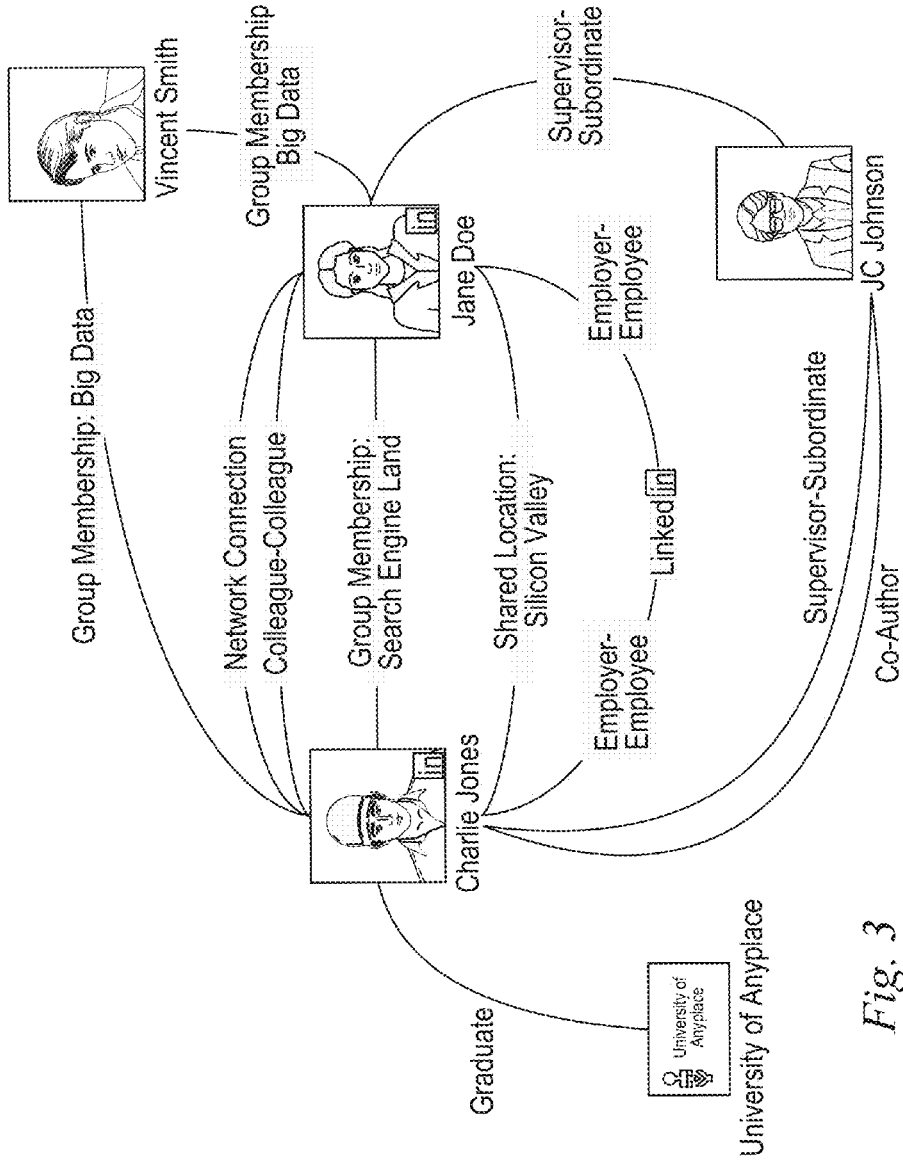 Vincent Smith
Group Membership: Big Data
Group Membership
Big Data
Network Connection
Colleague-Colleague
in
Charlie Jones
in
Jane Doe
Group Membership:
Search Engine Land
Shared Location:
Silicon Valley
Supervisor-
Subordinate
Graduate
Employer-
Employee
Employer-
Employee
Linked in
University of
Anyplace
University of Anyplace
JC Johnson
Supervisor-Subordinate
Co-Author
Fig. 3